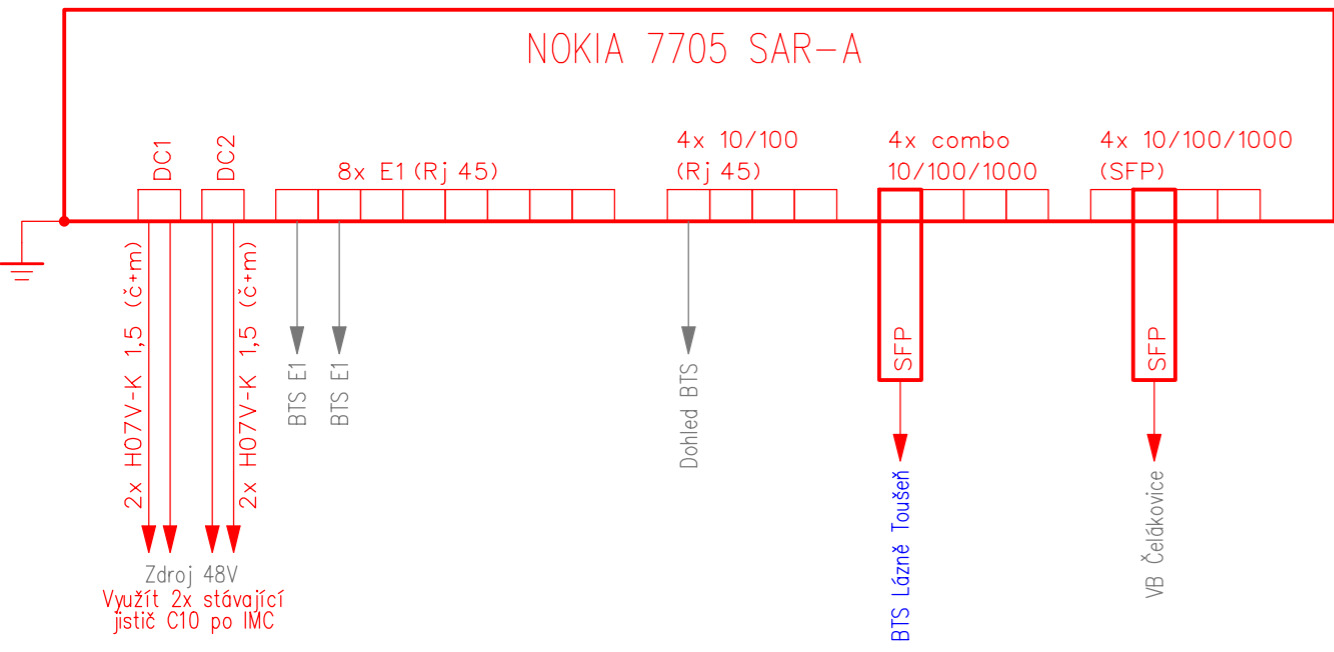 NOKIA 7705 SAR-A
DC1
DC2
8x E1 (Rj 45)
4x 10/100
(Rj 45)
4x combo
10/100/1000
4x 10/100/1000
(SFP)
2x H07V-K 1,5 (č+m)
2x H07V-K 1,5 (č+m)
BTS E1
BTS E1
Dohled BTS
SFP
SFP
BTS Lázně Toušeň
VB Čelákovice
Zdroj 48V
Využít 2x stávající
jistič C10 po IMC